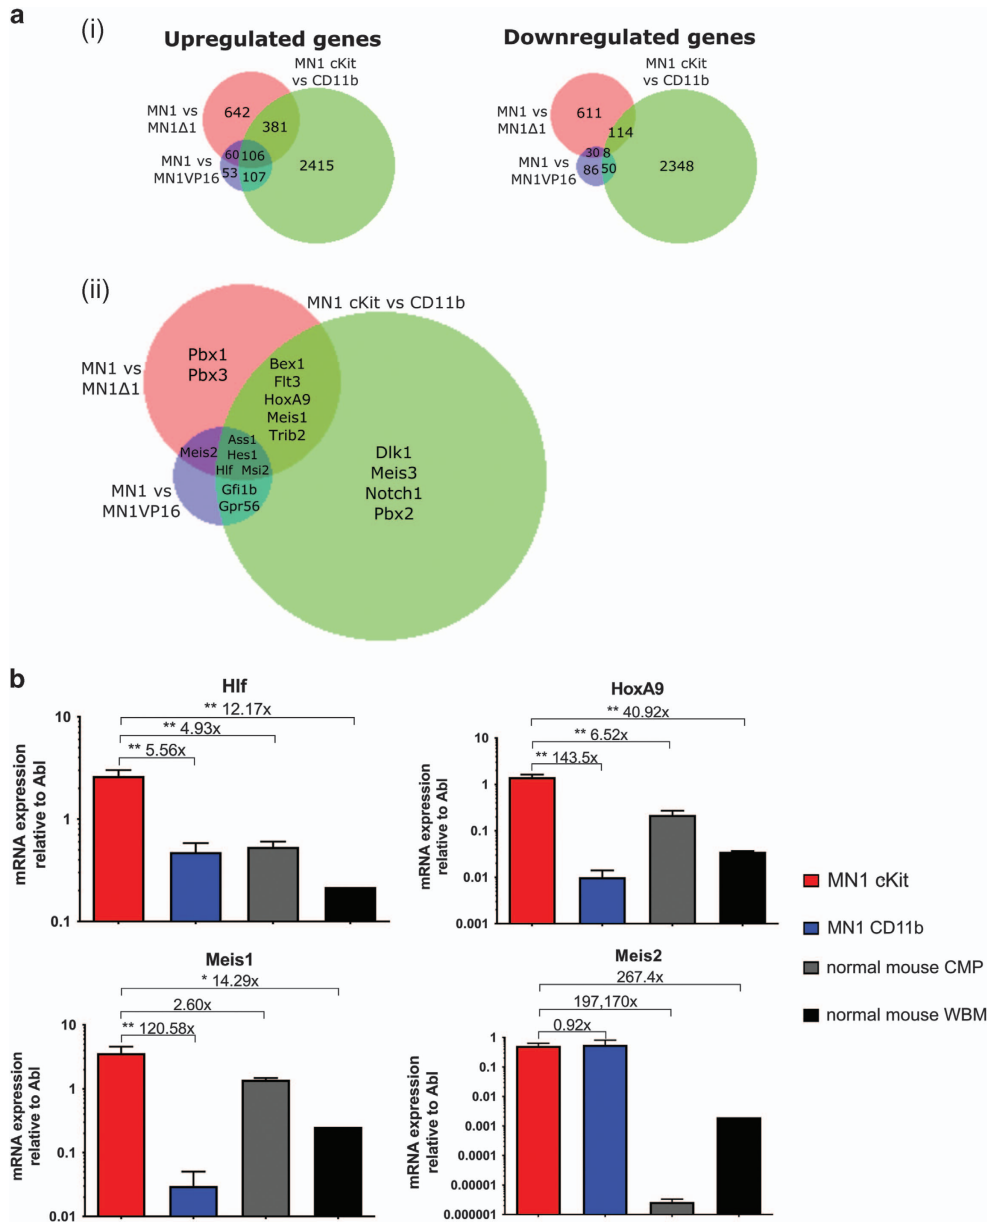 a
(i)
Upregulated genes
MN1 cKit
vs CD11b
MN1 vs
MN1Δ1
642
381
60 106
MN1 vs
MN1VP16
53
107
2415
Downregulated genes
MN1 cKit
vs CD11b
MN1 vs
MN1Δ1
611
114
30 8
MN1 vs
MN1VP16
86 50
2348
(ii)
MN1 cKit vs CD11b
MN1 vs
MN1Δ1
Pbx1
Pbx3
Bex1
Flt3
HoxA9
Meis1
Trib2
Meis2
Ass1
Hes1
Hlf Msi2
Gfi1b
Gpr56
MN1 vs
MN1VP16
Dlk1
Meis3
Notch1
Pbx2
b
Hlf
** 12.17x
** 4.93x
** 5.56x
mRNA expression
relative to Abl
10
1
0.1
HoxA9
** 40.92x
** 6.52x
** 143.5x
mRNA expression
relative to Abl
10
1
0.1
0.01
0.001
Meis1
* 14.29x
2.60x
** 120.58x
mRNA expression
relative to Abl
10
1
0.1
0.01
Meis2
267.4x
197,170x
0.92x
mRNA expression
relative to Abl
1
0.1
0.01
0.001
0.0001
0.00001
0.000001
MN1 cKit
MN1 CD11b
normal mouse CMP
normal mouse WBM